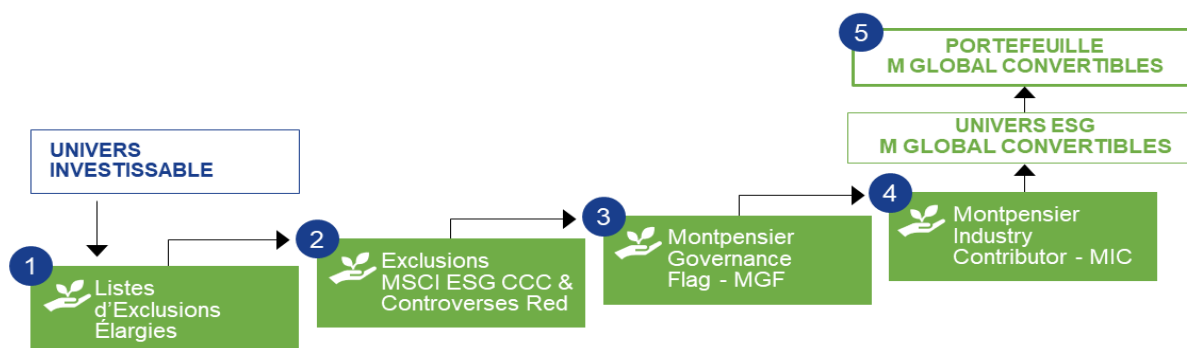 UNIVERS
INVESTISSABLE
1
Listes
d'Exclusions
Élargies
2
Exclusions
MSCI ESG CCC &
Controverses Red
3
Montpensier
Governance
Flag - MGF
4
Montpensier
Industry
Contributor - MIC
UNIVERS ESG
M GLOBAL CONVERTIBLES
5
PORTEFEUILLE
M GLOBAL CONVERTIBLES